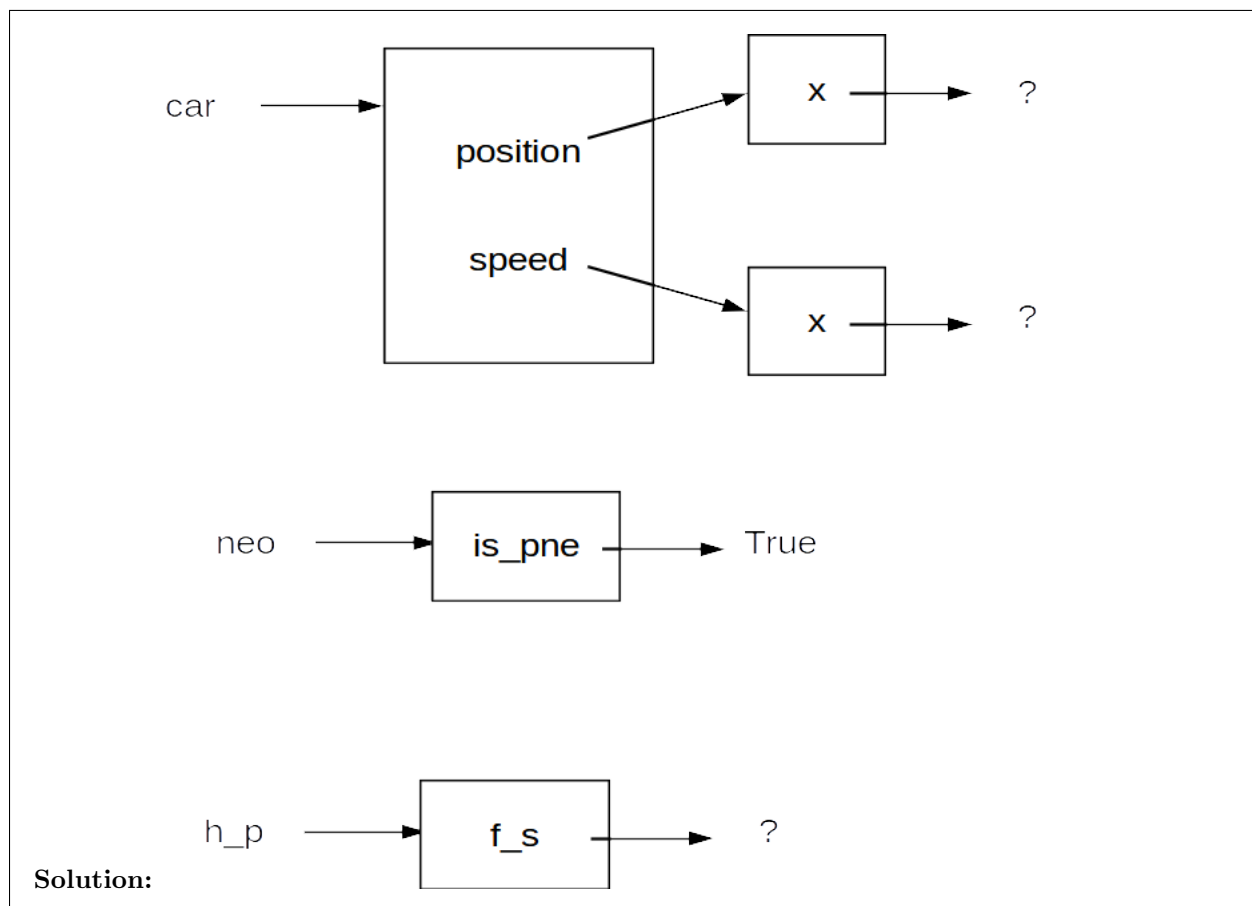 car
position
x
?
speed
x
?
neo
is_pne
True
h_p
f_s
?
Solution: